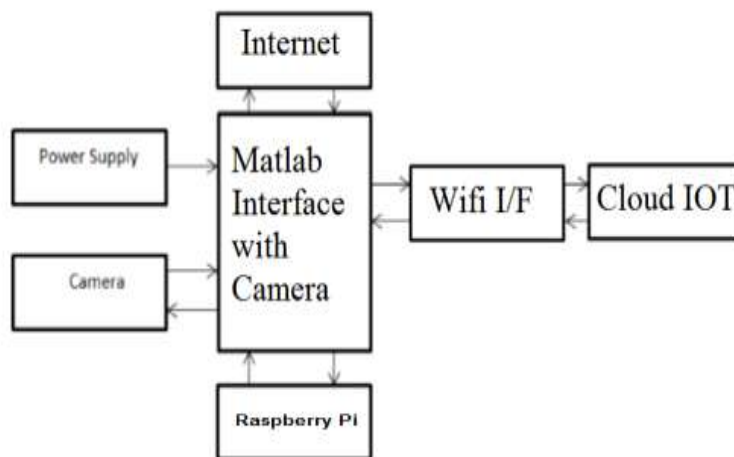 Internet
Power Supply
Matlab
Interface
with
Camera
Wifi I/F
Cloud IOT
Camera
Raspberry Pi